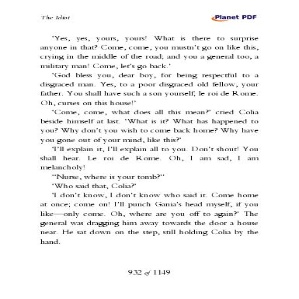 The Idiot
Planet PDF
'Yes, yes, yours, yours! What is there to surprise
anyone in that? Come, come, you mustn't go on like this,
crying in the middle of the road; and you a general too, a
military man! Come, let's go back.'
'God bless you, dear boy, for being respectful to a
disgraced man. Yes, to a poor disgraced old fellow, your
father. You shall have such a son yourself; le roi de Rome.
Oh, curses on this house!'
'Come, come, what does all this mean?' cried Colia
beside himself at last. 'What is it? What has happened to
you? Why don't you wish to come back home? Why have
you gone out of your mind, like this?'
'I'll explain it, I'll explain all to you. Don't shout! You
shall hear. Le roi de Rome. Oh, I am sad, I am
melancholy!
''Nurse, where is your tomb?''
'Who said that, Colia?'
'I don't know, I don't know who said it. Come home
at once; come on! I'll punch Gania's head myself, if you
like—only come. Oh, where are you off to again?' The
general was dragging him away towards the door a house
near. He sat down on the step, still holding Colia by the
hand.
932 of 1149